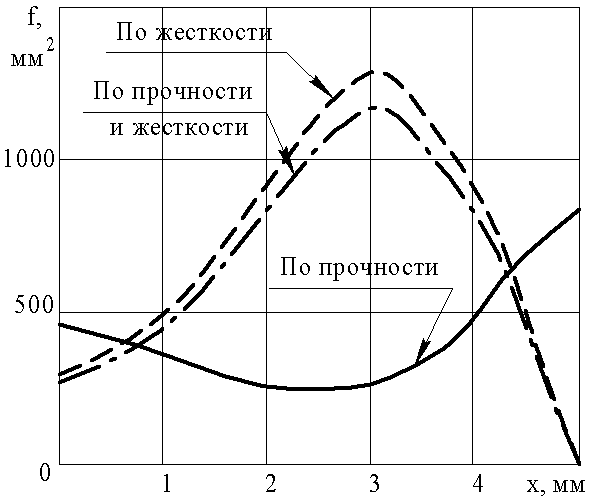 f,
мм²
По жесткости
По прочности
и жесткости
1000
По прочности
500
0
1 2 3 4 x, мм